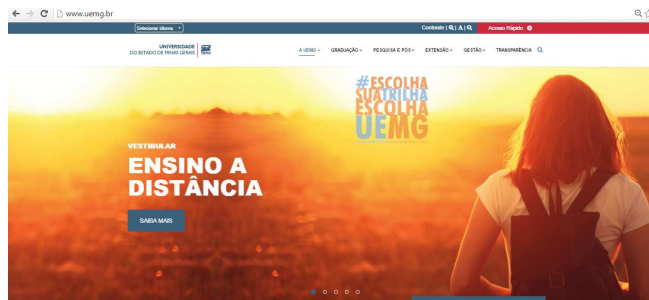 www.uemg.br
Selecionar idioma
Contraste | A |
Acesso Rápido
UNIVERSIDADE
DO ESTADO DE MINAS GERAIS
A UEMG
GRADUAÇÃO
PESQUISA E PÓS
EXTENSÃO
GESTÃO
TRANSPARÊNCIA
#ESCOLHA
SUATRILHA
ESCOLHA
UEMG
VESTIBULAR
ENSINO A
DISTÂNCIA
SAIBA MAIS